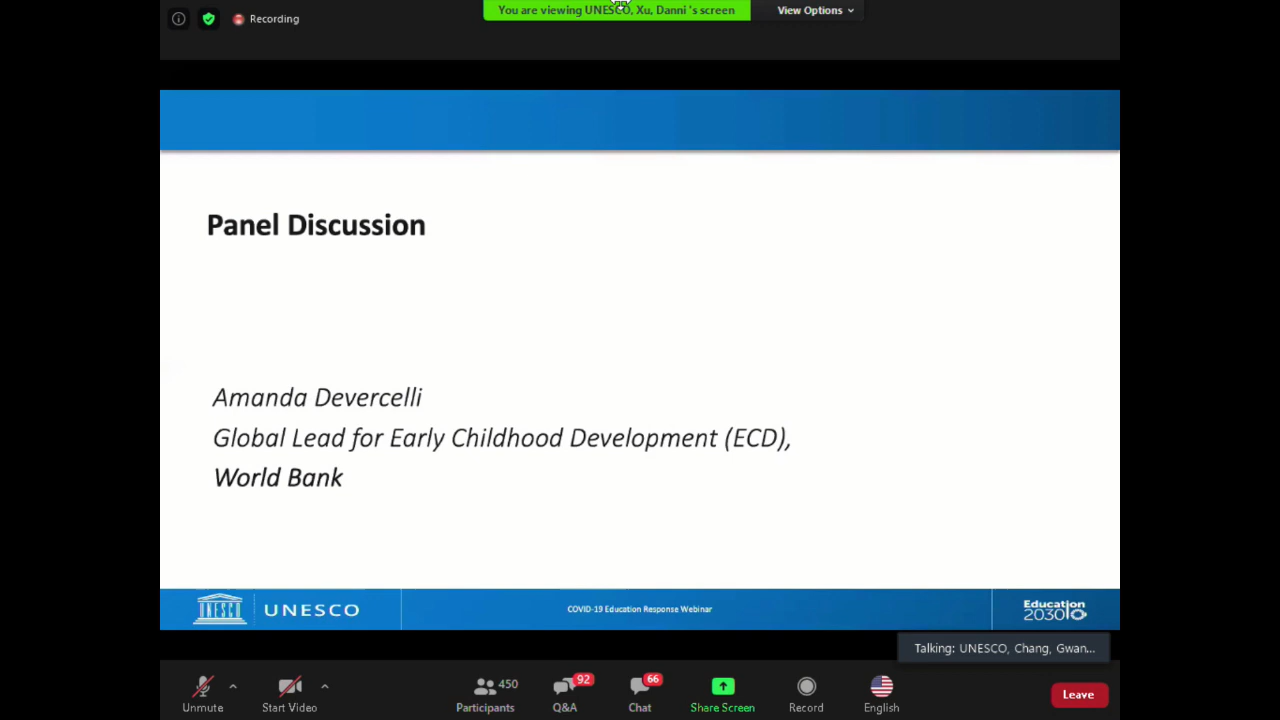 Recording
You are viewing UNESCO, Xu, Danni 's screen
View Options
Panel Discussion
Amanda Devercelli
Global Lead for Early Childhood Development (ECD),
World Bank
UNESCO
UNESCO
COVID-19 Education Response Webinar
Education
2030
Talking: UNESCO, Chang, Gwan...
Unmute
Start Video
450
Participants
92
Q&A
66
Chat
Share Screen
Record
English
Leave